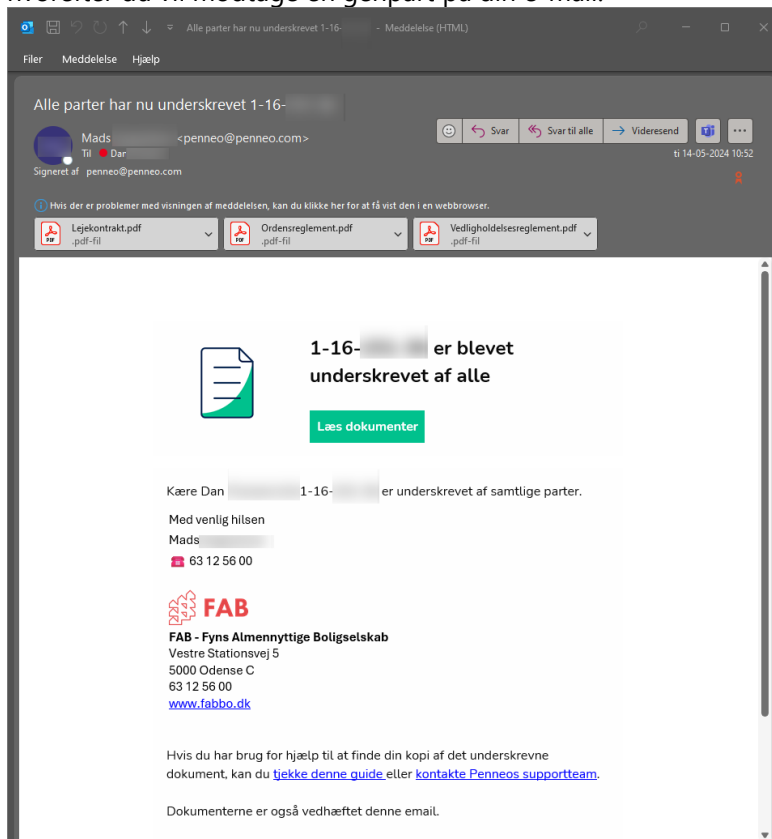 hvorefter du vil modtage en genpart på din e-mail.
Alle parter har nu underskrevet 1-16- - Meddelelse (HTML)
Filer Meddelelse Hjælp
Alle parter har nu underskrevet 1-16-
Mads <penneo@penneo.com>
Svar Svar til alle Videresend
Til Dan
ti 14-05-2024 10:52
Signeret af penneo@penneo.com
Hvis der er problemer med visningen af meddelelsen, kan du klikke her for at få vist den i en webbrowser.
Lejekontrakt.pdf Ordensreglement.pdf Vedligholdelsesreglement.pdf
.pdf-fil .pdf-fil .pdf-fil
1-16- er blevet
underskrevet af alle
Læs dokumenter
Kære Dan 1-16- er underskrevet af samtlige parter.
Med venlig hilsen
Mads
☎ 63 12 56 00
FAB
FAB - Fyns Almennyttige Boligselskab
Vestre Stationsvej 5
5000 Odense C
63 12 56 00
www.fabbo.dk
Hvis du har brug for hjælp til at finde din kopi af det underskrevne
dokument, kan du tjekke denne guide eller kontakte Penneos supportteam.
Dokumenterne er også vedhæftet denne email.